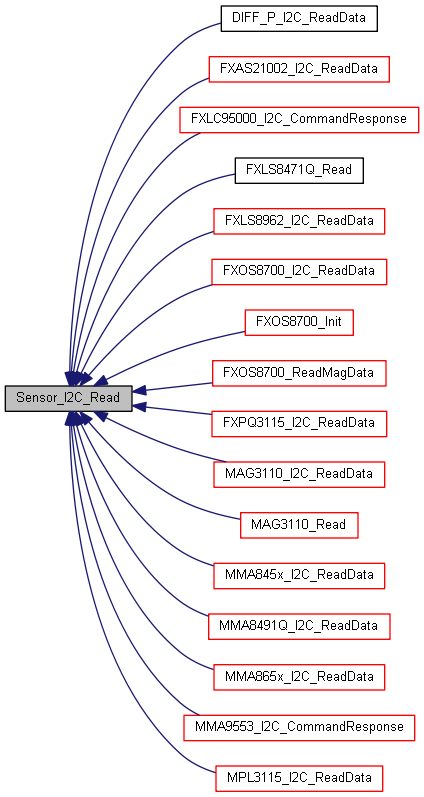 DIFF_P_I2C_ReadData
FXAS21002_I2C_ReadData
FXLC95000_I2C_CommandResponse
FXLS8471Q_Read
FXLS8962_I2C_ReadData
FXOS8700_I2C_ReadData
FXOS8700_Init
FXOS8700_ReadMagData
Sensor_I2C_Read
FXPQ3115_I2C_ReadData
MAG3110_I2C_ReadData
MAG3110_Read
MMA845x_I2C_ReadData
MMA8491Q_I2C_ReadData
MMA865x_I2C_ReadData
MMA9553_I2C_CommandResponse
MPL3115_I2C_ReadData